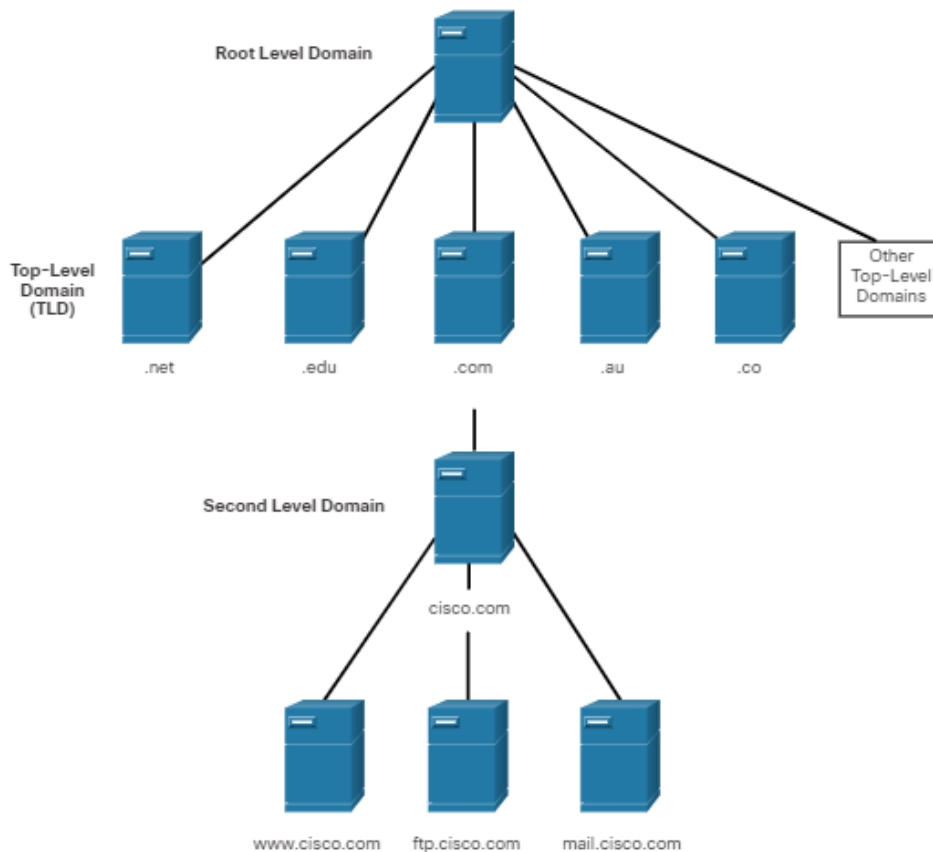 Root Level Domain
Top-Level
Domain
(TLD)
Other
Top-Level
Domains
.net
.edu
.com
.au
.co
Second Level Domain
cisco.com
www.cisco.com
ftp.cisco.com
mail.cisco.com